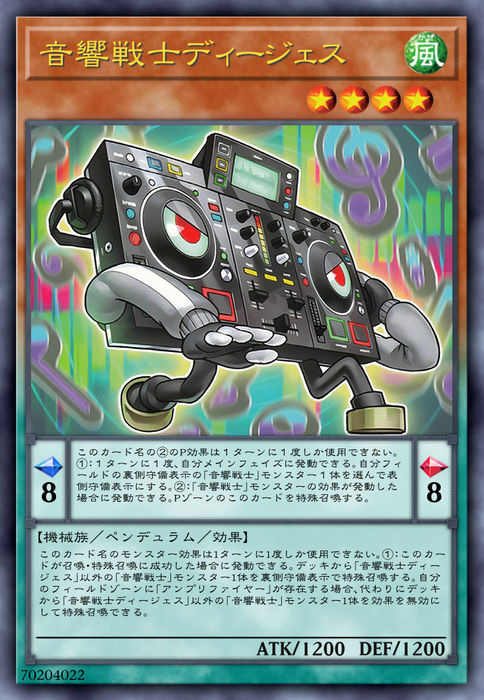 音響戦士ディージェス
風
このカード名の②のP効果は1ターンに1度しか使用できない。
①:1ターンに1度、自分メインフェイズに発動できる。自分フィ
ールドの裏側守備表示の「音響戦士」モンスター1体を選んで表
側守備表示にする。②:「音響戦士」モンスターの効果が発動した
場合に発動できる。Pゾーンのこのカードを特殊召喚する。
8
8
【機械族/ペンデュラム/効果】
このカード名のモンスター効果は1ターンに1度しか使用できない。①:このカー
ドが召喚・特殊召喚に成功した場合に発動できる。デッキから「音響戦士ディー
ジェス」以外の「音響戦士」モンスター1体を裏側守備表示で特殊召喚する。自分
のフィールドゾーンに「アンプリファイヤー」が存在する場合、代わりにデッキ
から「音響戦士ディージェス」以外の「音響戦士」モンスター1体を効果を無効に
して特殊召喚できる。
ATK/1200 DEF/1200
70204022